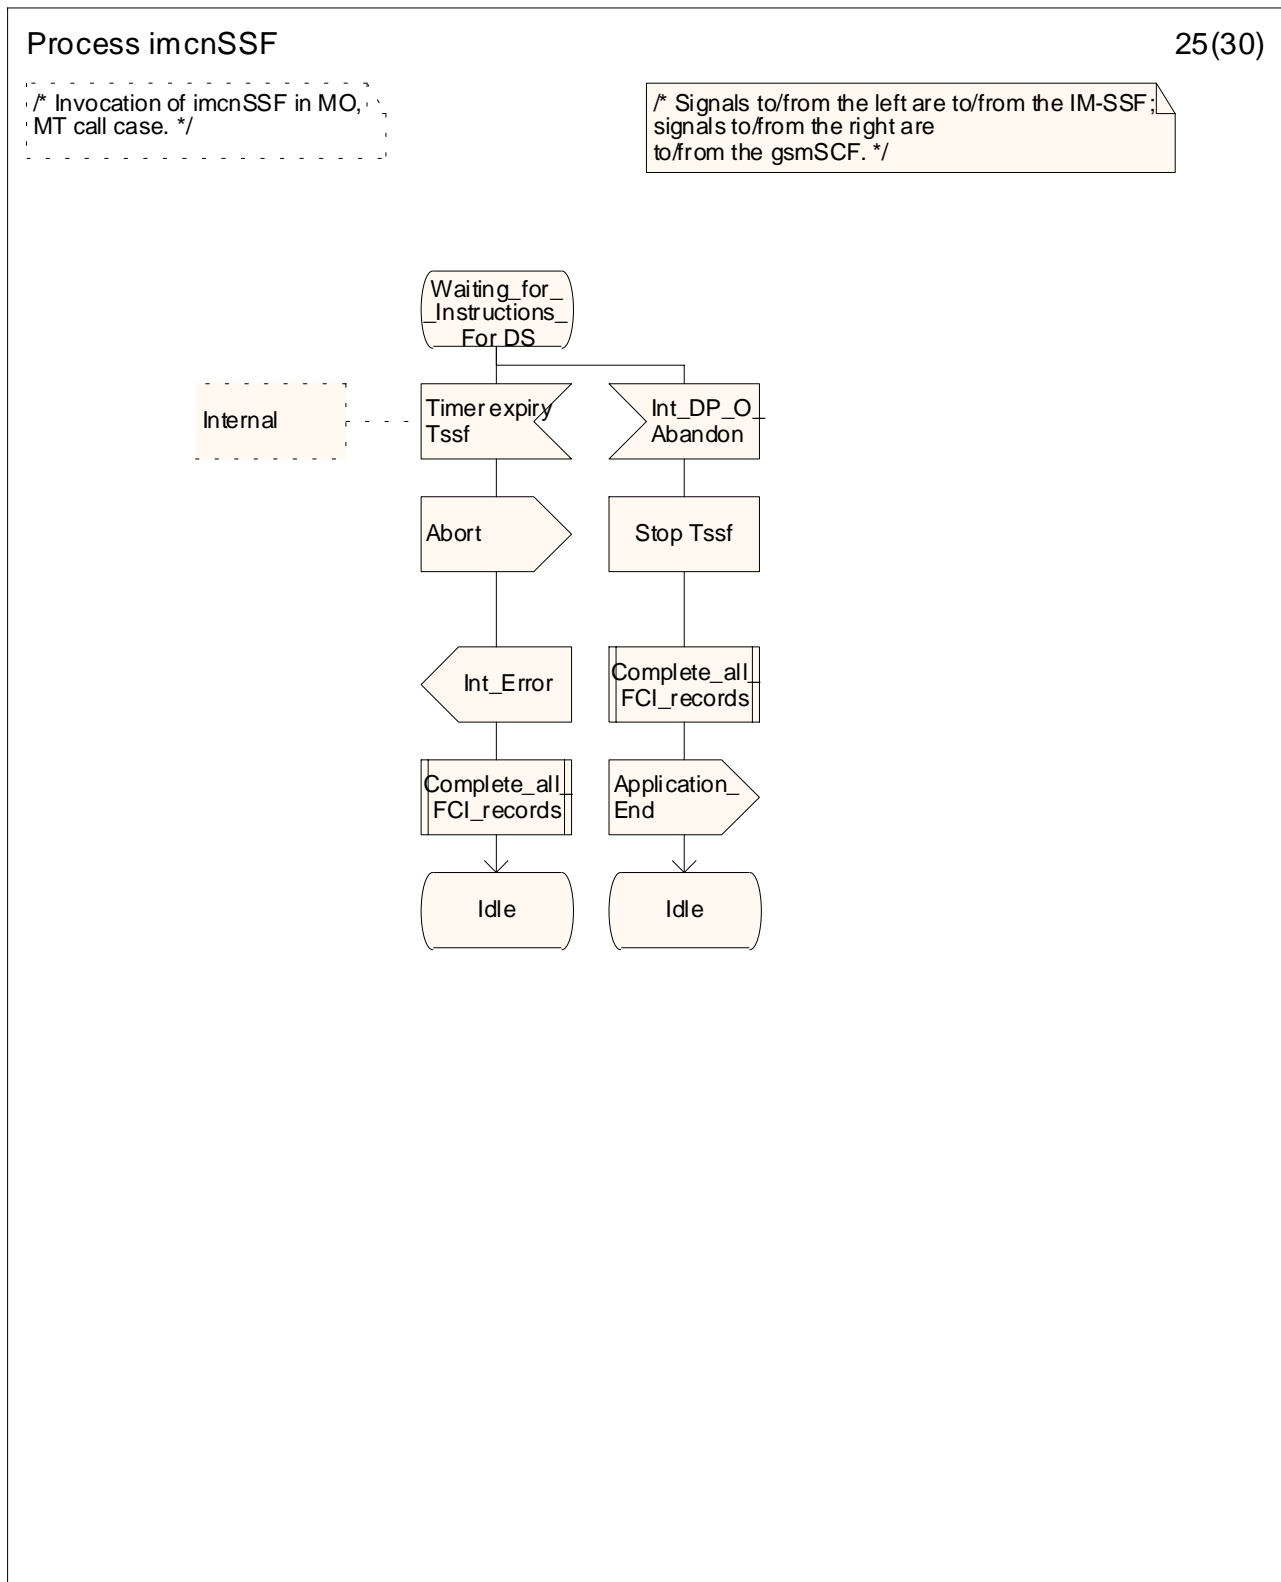 Process imcnSSF
25(30)
/* Invocation of imcnSSF in MO,
MT call case. */
/* Signals to/from the left are to/from the IM-SSF;
signals to/from the right are
to/from the gsmSCF. */
Waiting_for_
_Instructions_
For DS
Internal
Timer expiry
Tssf
Int_DP_O_
Abandon
Abort
Stop Tssf
Int_Error
Complete_all_
FCI_records
Complete_all_
FCI_records
Application_
End
Idle
Idle